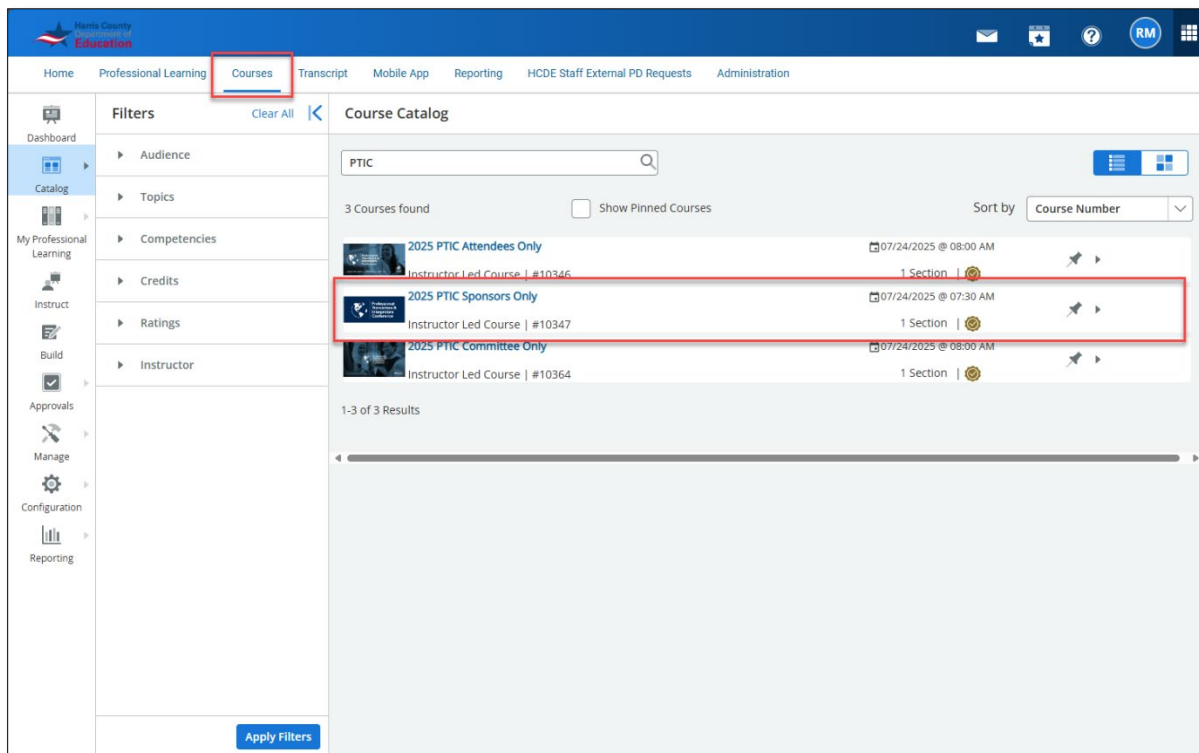 Harris County
Department of
Education
RM
Home Professional Learning Courses Transcript Mobile App Reporting HCDE Staff External PD Requests Administration
Dashboard
Catalog
My Professional
Learning
Instruct
Build
Approvals
Manage
Configuration
Reporting
Filters Clear All
Audience
Topics
Competencies
Credits
Ratings
Instructor
Apply Filters
Course Catalog
PTIC
3 Courses found Show Pinned Courses Sort by Course Number
2025 PTIC Attendees Only 07/24/2025 @ 08:00 AM
Instructor Led Course | #10346 1 Section |
2025 PTIC Sponsors Only 07/24/2025 @ 07:30 AM
Instructor Led Course | #10347 1 Section |
2025 PTIC Committee Only 07/24/2025 @ 08:00 AM
Instructor Led Course | #10364 1 Section |
1-3 of 3 Results